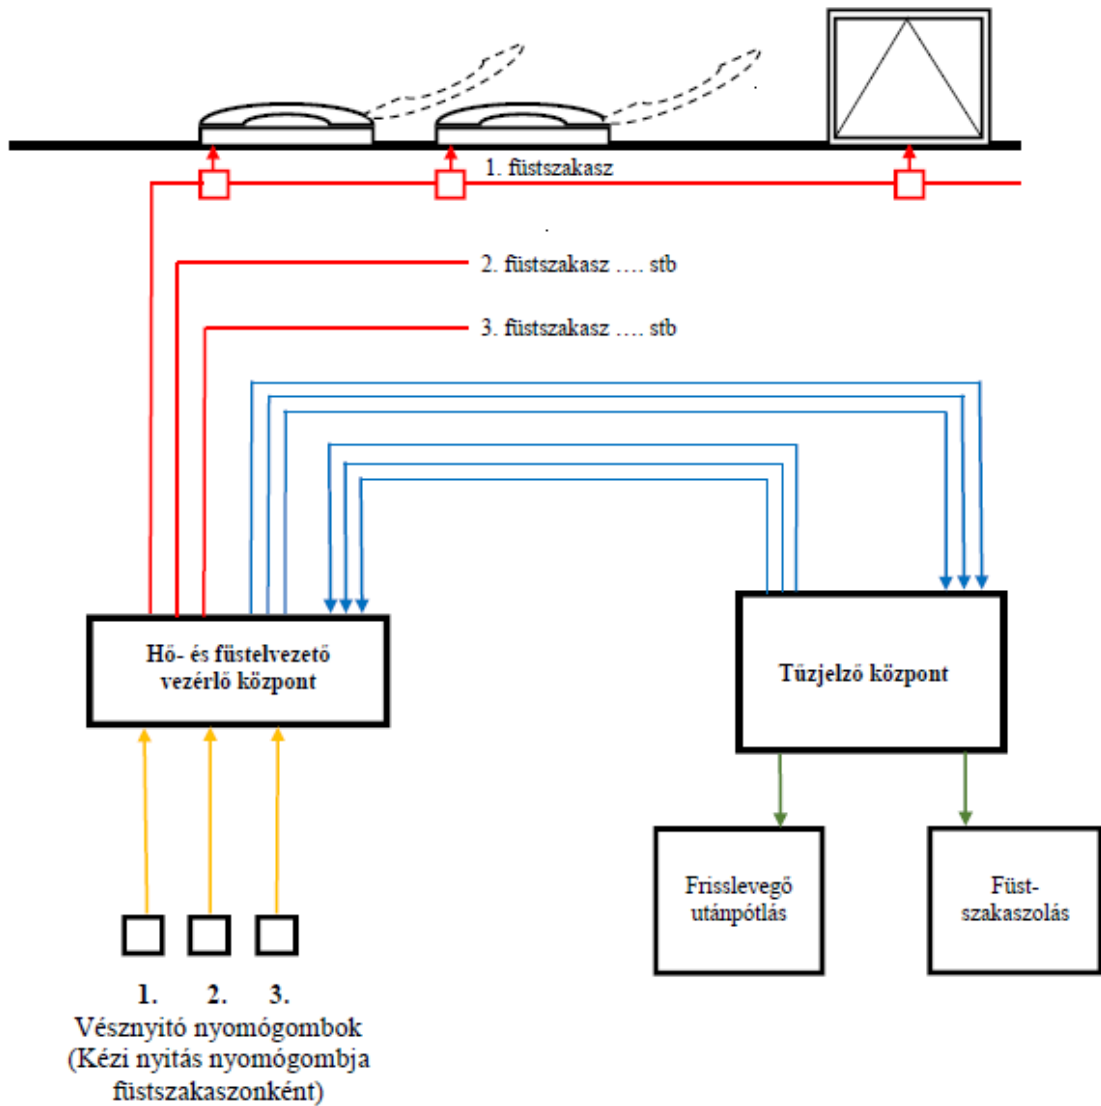 1. füstszakasz
2. füstszakasz …. stb
3. füstszakasz …. stb
Hő- és füstelvezető
vezérlő központ
Tűzjelző központ
Frisslevegő
utánpótlás
Füst-
szakaszolás
1. 2. 3.
Vésznyitó nyomógombok
(Kézi nyitás nyomógombja
füstszakaszonként)